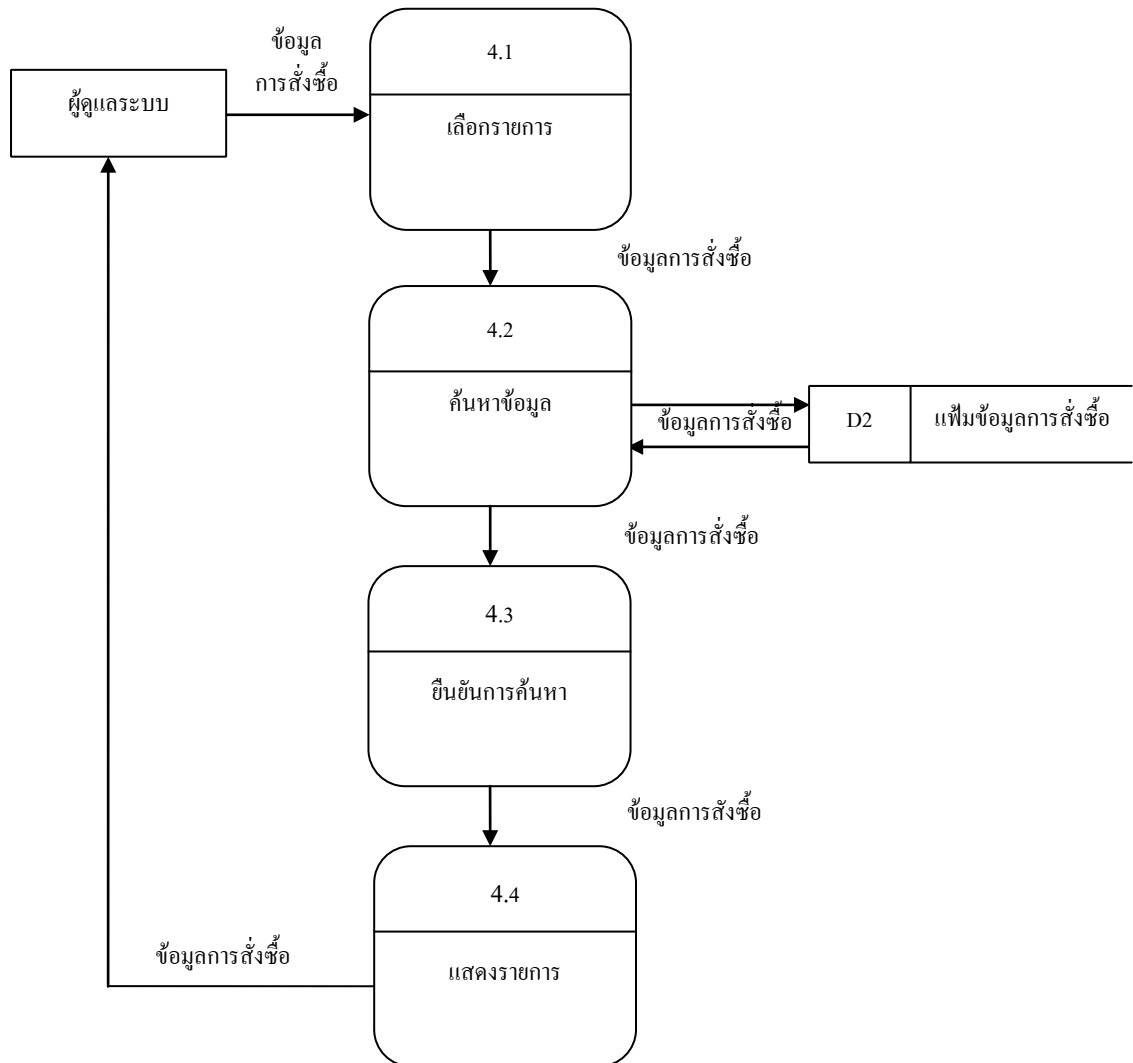 ข้อมูล
การสั่งซื้อ
4.1
ผู้ดูแลระบบ
เลือกรายการ
ข้อมูลการสั่งซื้อ
4.2
ค้นหาข้อมูล
ข้อมูลการสั่งซื้อ
D2
แฟ้มข้อมูลการสั่งซื้อ
ข้อมูลการสั่งซื้อ
4.3
ยืนยันการค้นหา
ข้อมูลการสังซื้อ
4.4
ข้อมูลการสั่งซื้อ
แสดงรายการ